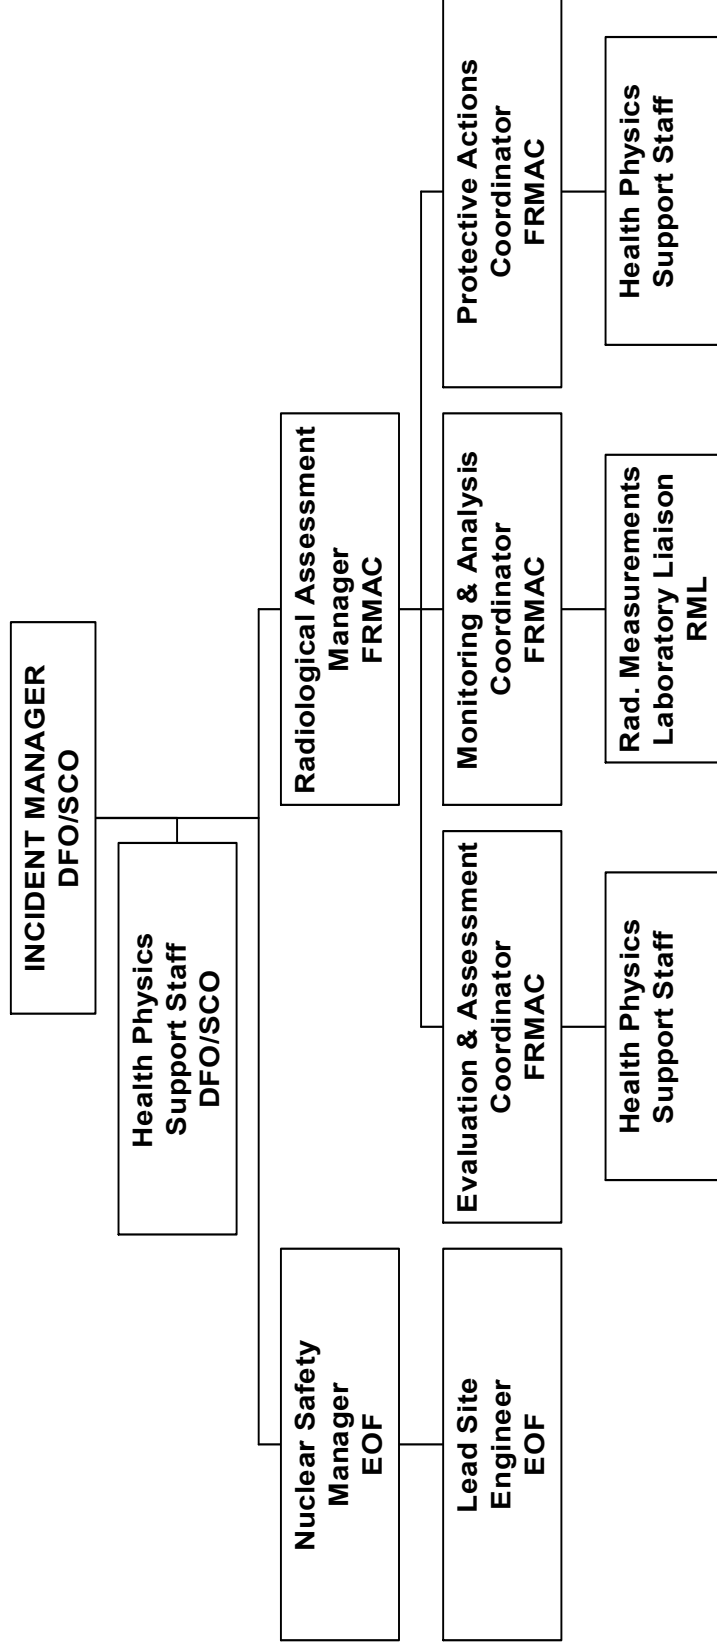 INCIDENT MANAGER
DFO/SCO
Health Physics
Support Staff
DFO/SCO
Nuclear Safety
Manager
EOF
Radiological Assessment
Manager
FRMAC
Lead Site
Engineer
EOF
Evaluation & Assessment
Coordinator
FRMAC
Monitoring & Analysis
Coordinator
FRMAC
Protective Actions
Coordinator
FRMAC
Health Physics
Support Staff
Rad. Measurements
Laboratory Liaison
RML
Health Physics
Support Staff